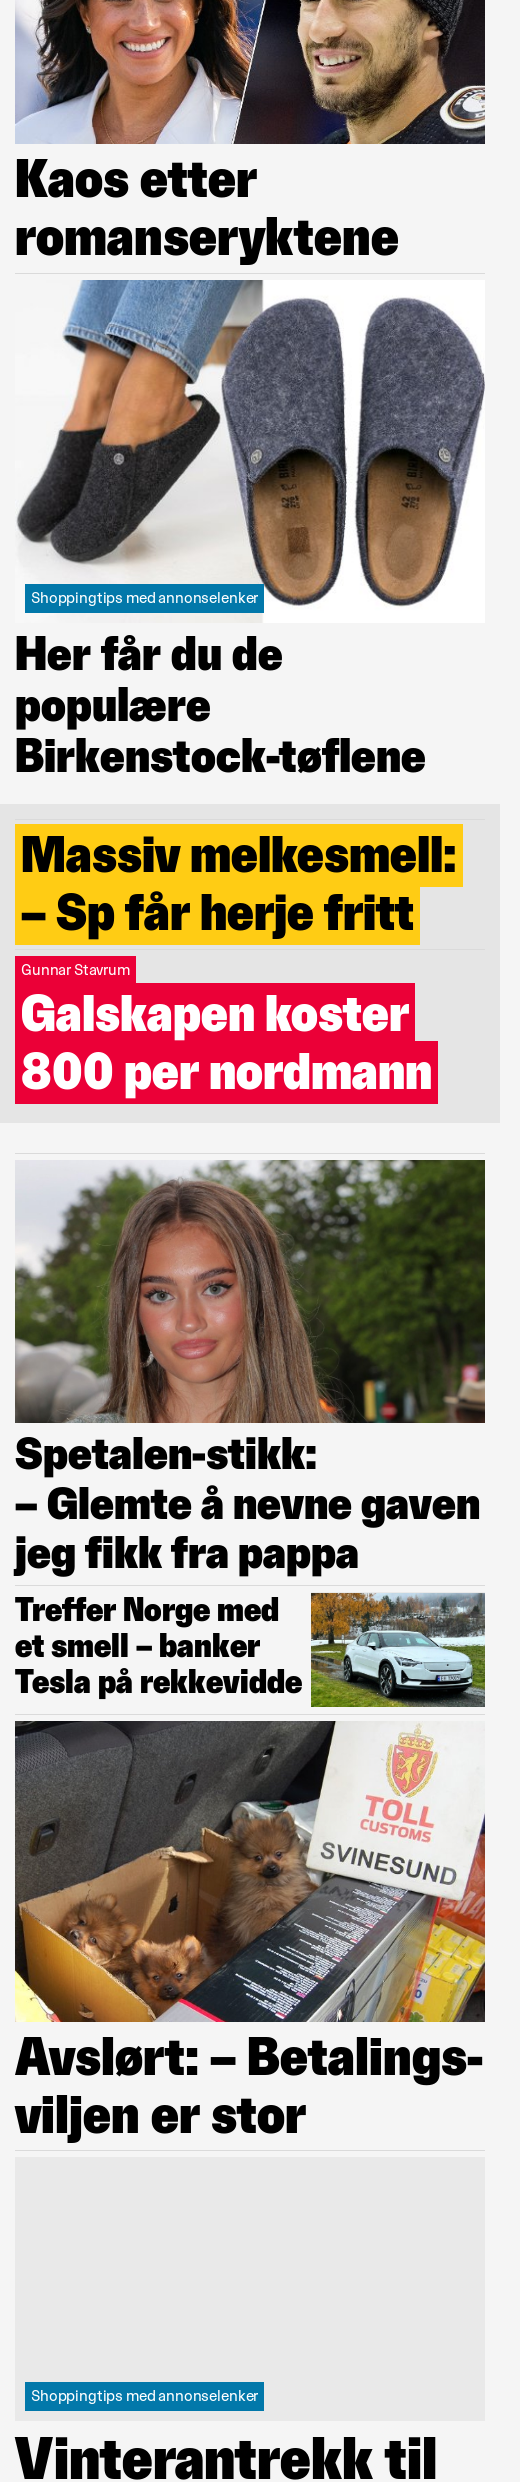 Kaos etter
romanseryktene
Shoppingtips med annonselenker
Her får du de
populære
Birkenstock-tøflene
Massiv melkesmell:
– Sp får herje fritt
Gunnar Stavrum
Galskapen koster
800 per nordmann
Spetalen-stikk:
– Glemte å nevne gaven
jeg fikk fra pappa
Treffer Norge med
et smell – banker
Tesla på rekkevidde
TOLL
CUSTOMS
SVINESUND
Avslørt: – Betalings-
viljen er stor
Shoppingtips med annonselenker
Vinterantrekk til